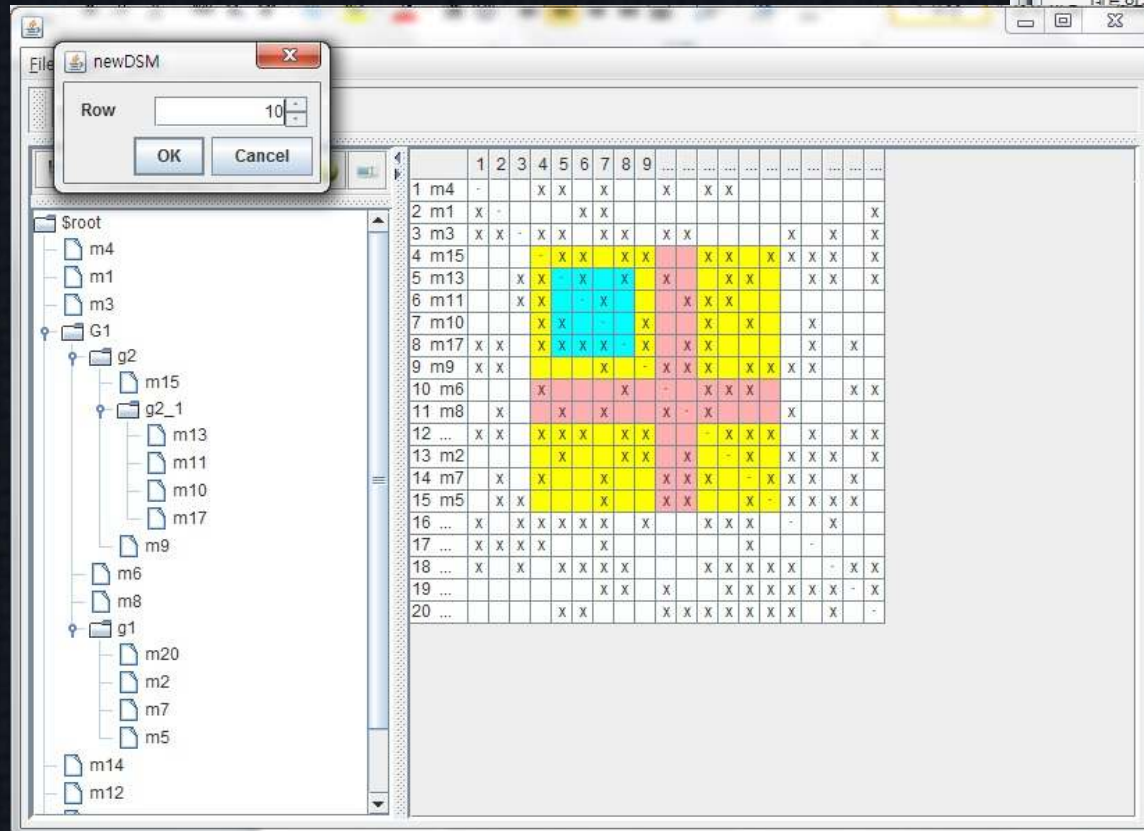 File
newDSM
Row 10
OK Cancel
$root
m4
m1
m3
G1
g2
m15
g2_1
m13
m11
m10
m17
m9
m6
m8
g1
m20
m2
m7
m5
m14
m12
1 2 3 4 5 6 7 8 9 ... ... ... ... ... ... ... ... ... ... ...
1 m4 - X X X X X X
2 m1 X - X X X
3 m3 X X - X X X X X X X X X
4 m15 - X X X X X X X X X X X
5 m13 X X - X X X X X X X X
6 m11 X X - X X X X
7 m10 X X - X X X X
8 m17 X X X X X X - X X X X X
9 m9 X X X - X X X X X X X
10 m6 X X - X X X X X
11 m8 X X X X - X X
12 ... X X X X X X X - X X X X X X
13 m2 X X X X - X X X X X
14 m7 X X X X X X - X X X X
15 m5 X X X X X X - X X X X
16 ... X X X X X X X X X X - X
17 ... X X X X X X -
18 ... X X X X X X X X X X X - X X
19 ... X X X X X X X X X - X
20 ... X X X X X X X X X X -